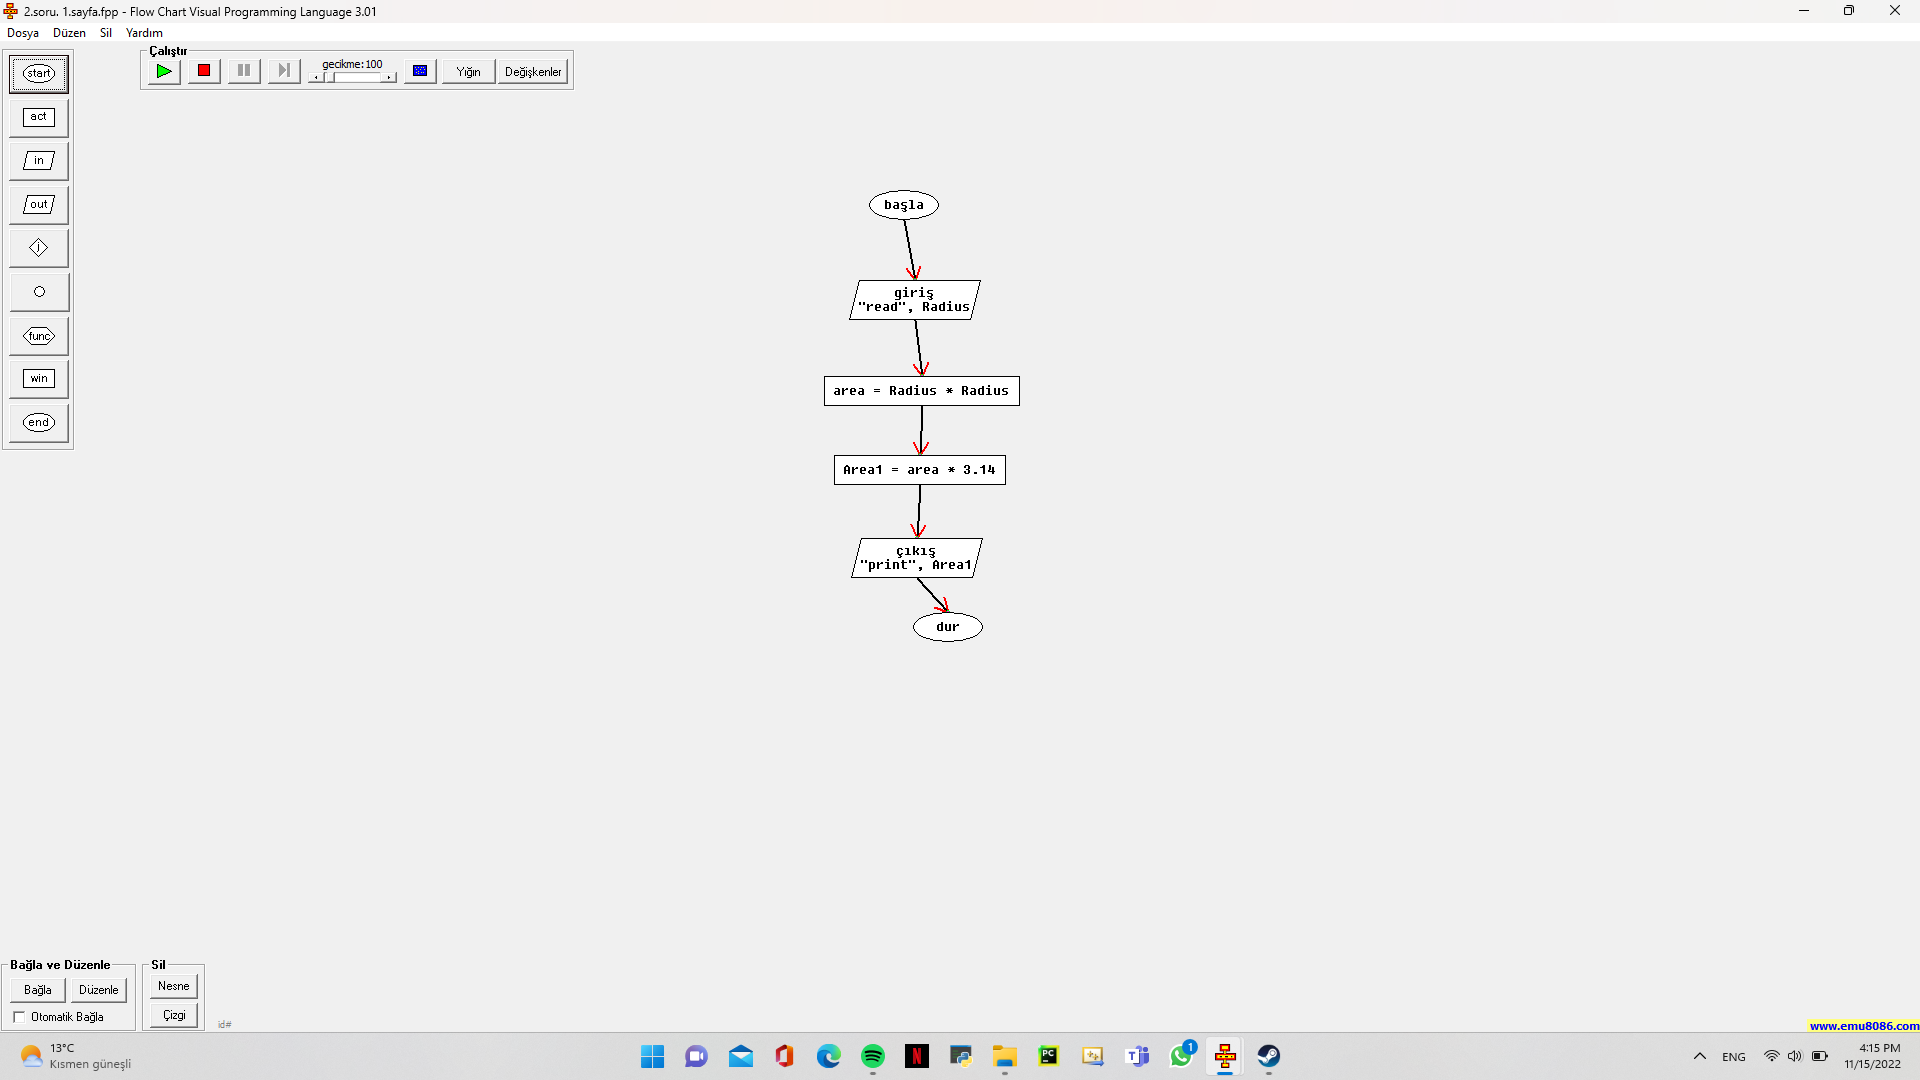 2.soru. 1.sayfa.fpp - Flow Chart Visual Programming Language 3.01
Dosya Düzen Sil Yardım
Çalıştır
gecikme:100
Yığın
Değişkenler
start
act
in
out
j
func
win
end
başla
giriş
"read", Radius
area = Radius * Radius
Area1 = area * 3.14
çıkış
"print", Area1
dur
Bağla ve Düzenle
Bağla Düzenle
Otomatik Bağla
Sil
Nesne
Çizgi
id#
www.emu8086.com
13°C
Kısmen güneşli
N
PC
T
1
ENG
4:15 PM
11/15/2022